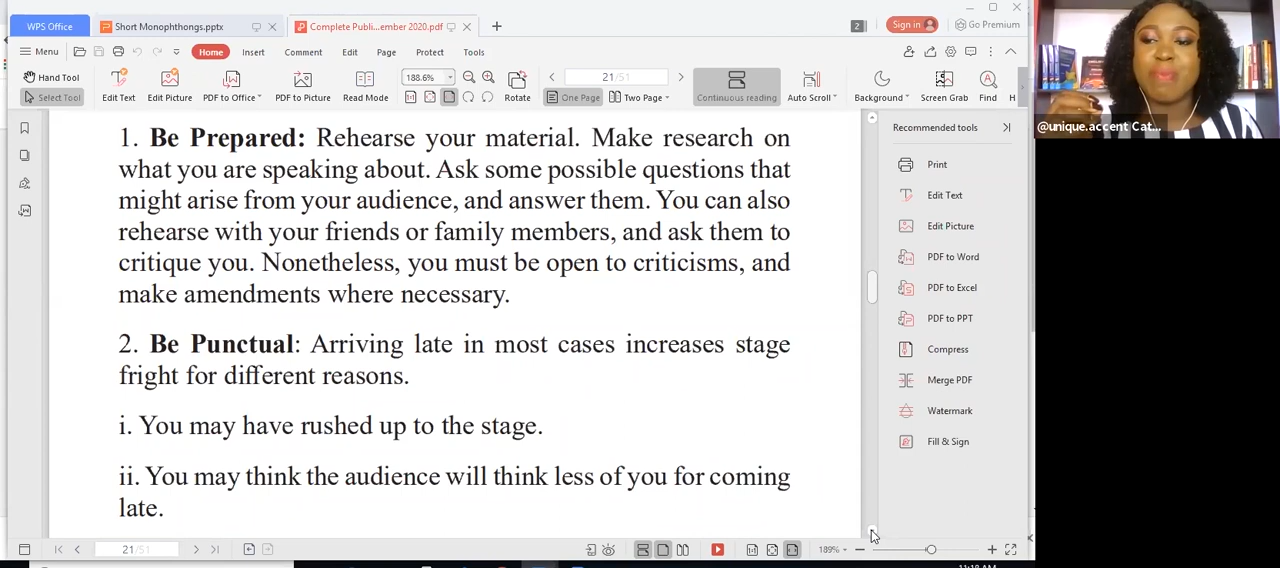 WPS Office
Short Monophthongs.pptx
Complete Publi...ember 2020.pdf
2
Sign in
Go Premium
Menu
Home
Insert
Comment
Edit
Page
Protect
Tools
Hand Tool
Select Tool
Edit Text
Edit Picture
PDF to Office
PDF to Picture
Read Mode
188.6%
Rotate
21/51
One Page
Two Page
Continuous reading
Auto Scroll
Background
Screen Grab
Find
H
1. Be Prepared: Rehearse your material. Make research on
what you are speaking about. Ask some possible questions that
might arise from your audience, and answer them. You can also
rehearse with your friends or family members, and ask them to
critique you. Nonetheless, you must be open to criticisms, and
make amendments where necessary.
2. Be Punctual: Arriving late in most cases increases stage
fright for different reasons.
i. You may have rushed up to the stage.
ii. You may think the audience will think less of you for coming
late.
Recommended tools
Print
Edit Text
Edit Picture
PDF to Word
PDF to Excel
PDF to PPT
Compress
Merge PDF
Watermark
Fill & Sign
@unique.accent Cat...
21/51
189%